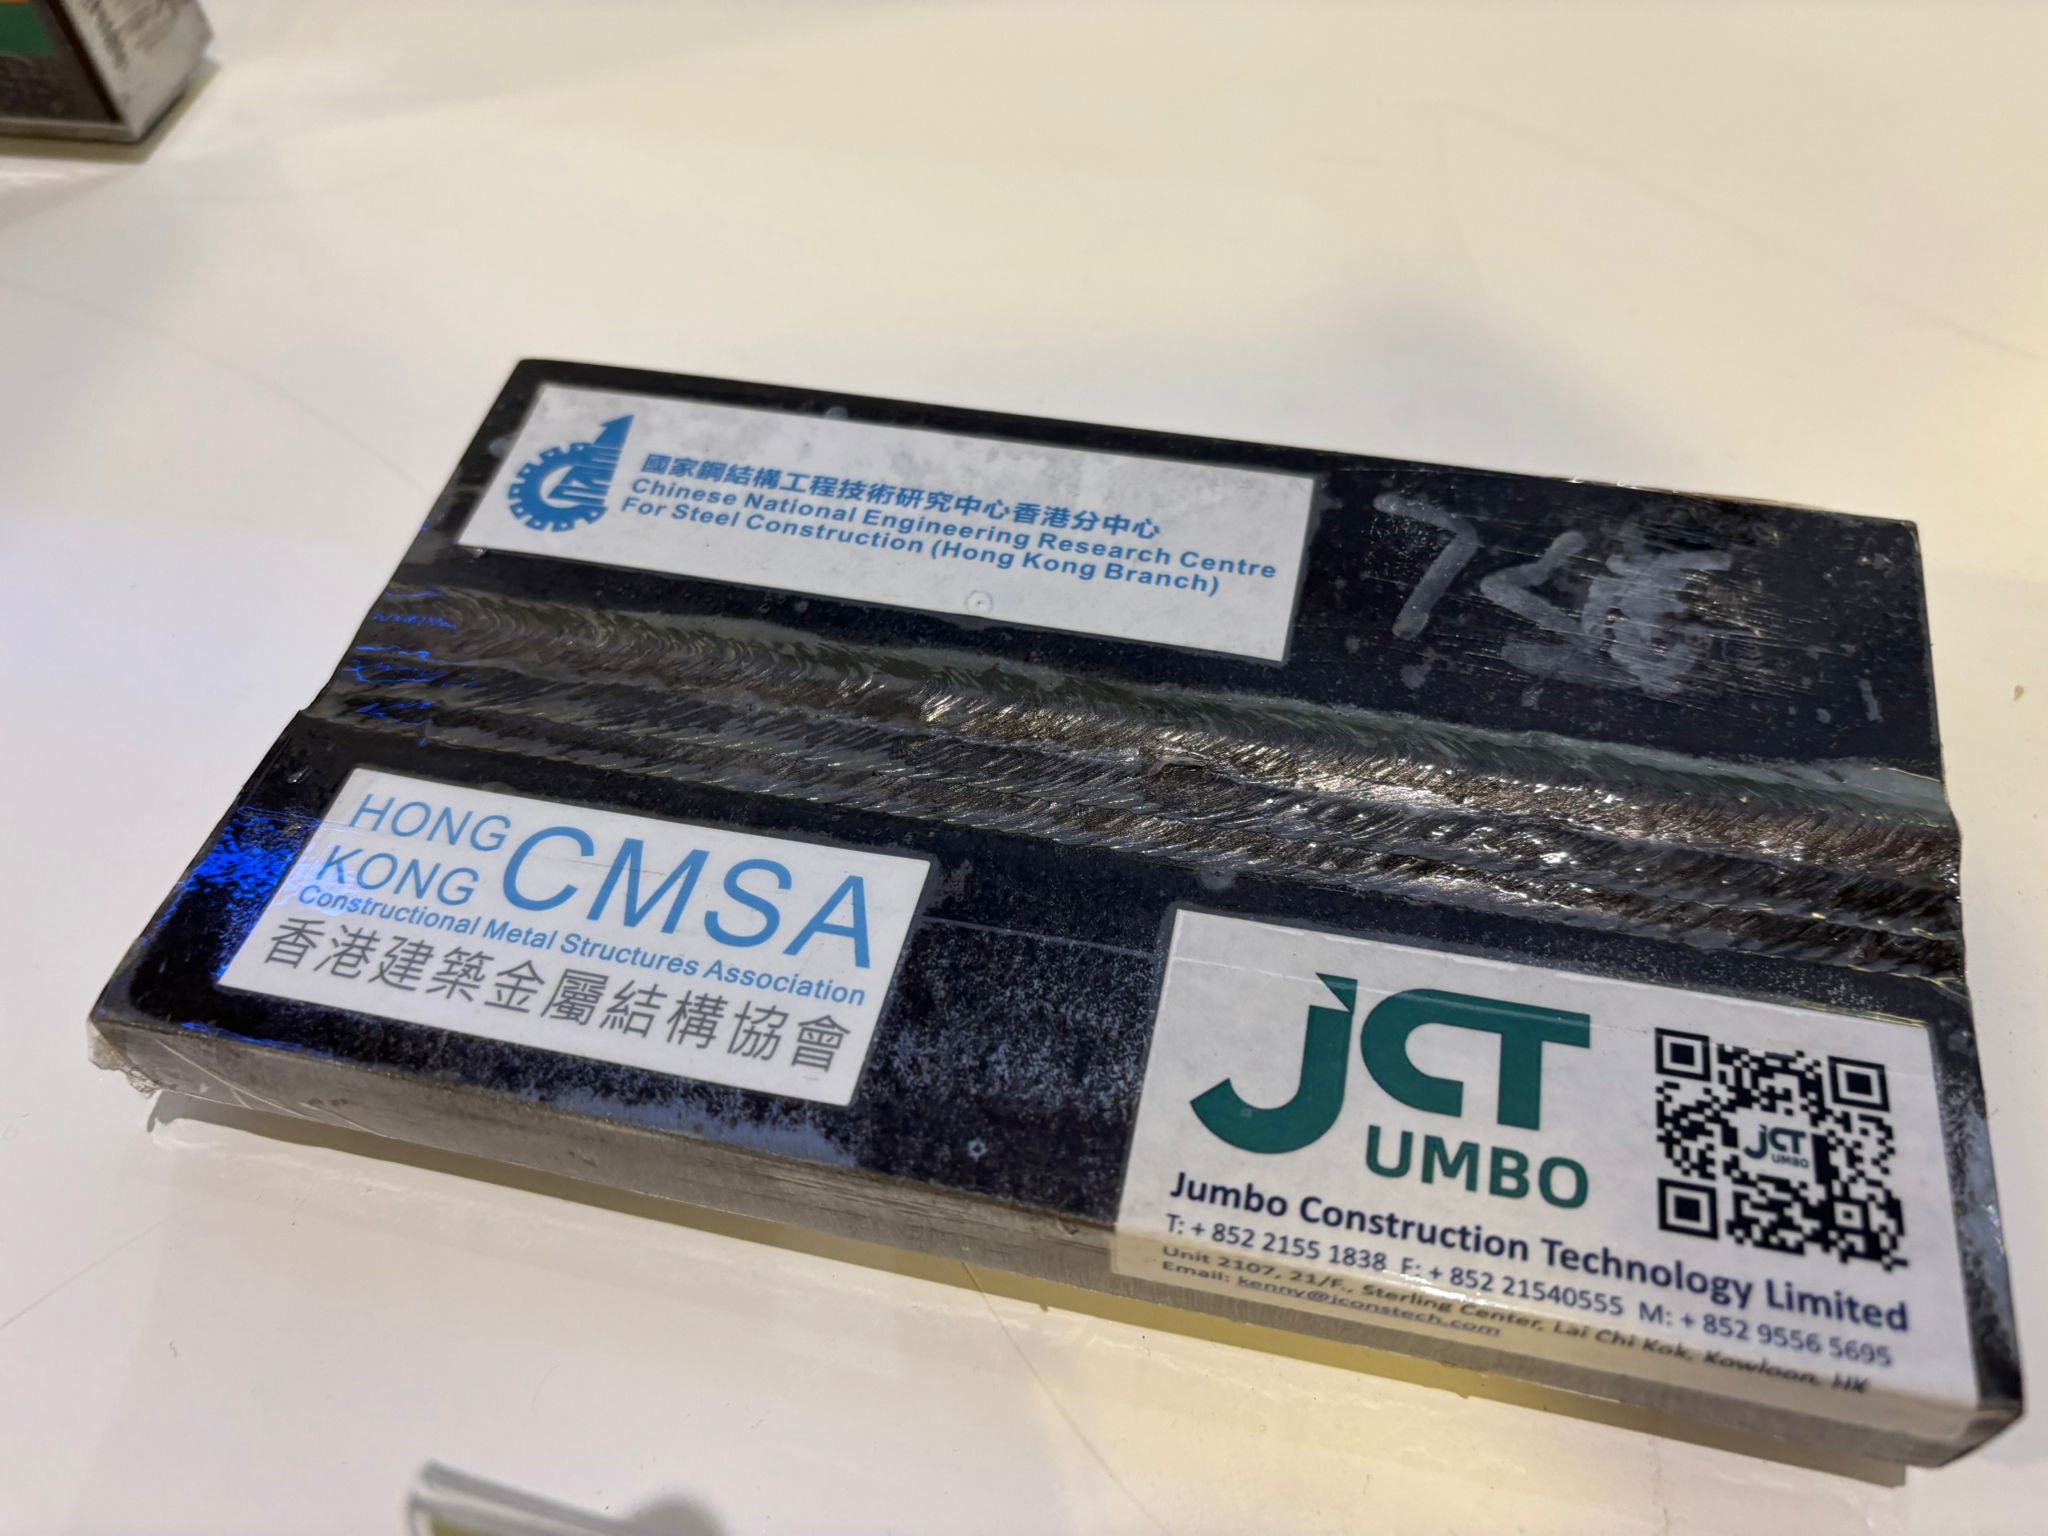 國家鋼結構工程技術研究中心香港分中心
Chinese National Engineering Research Centre
For Steel Construction (Hong Kong Branch)
HONG KONG CMSA
Constructional Metal Structures Association
香港建築金屬結構協會
JCT
UMBO
JCT
UMBO
Jumbo Construction Technology Limited
T: + 852 2155 1838 F: + 852 21540555 M: + 852 9556 5695
Unit 2107, 21/F., Sterling Center, Lai Chi Kok, Kowloon, HK
Email: kenny@jconstech.com